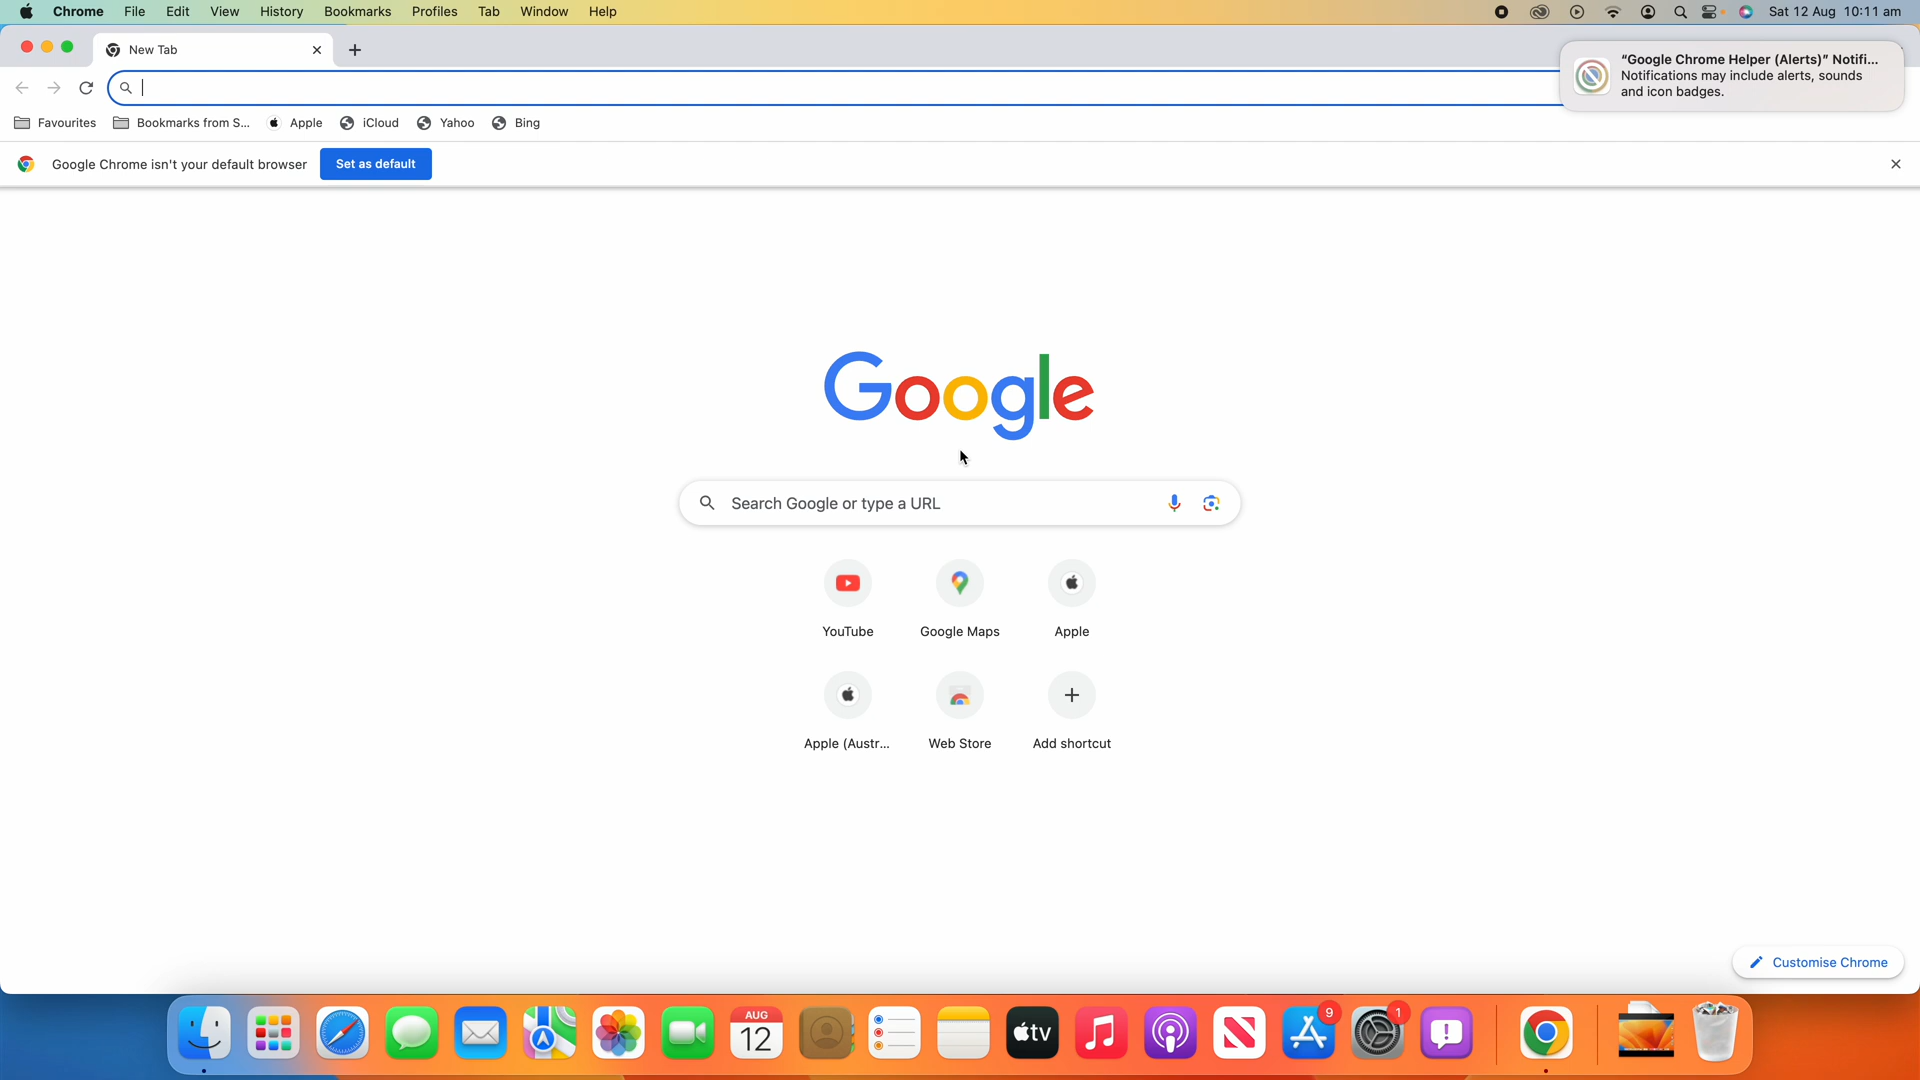 Chrome File Edit View History Bookmarks Profiles Tab Window Help Sat 12 Aug 10:11 am
New Tab
"Google Chrome Helper (Alerts)" Notifi...
Notifications may include alerts, sounds
and icon badges.
Favourites Bookmarks from S... Apple iCloud Yahoo Bing
Google Chrome isn't your default browser Set as default
Google
Search Google or type a URL
YouTube Google Maps Apple
Apple (Austr... Web Store Add shortcut
Customise Chrome
AUG
12
tv
9
1